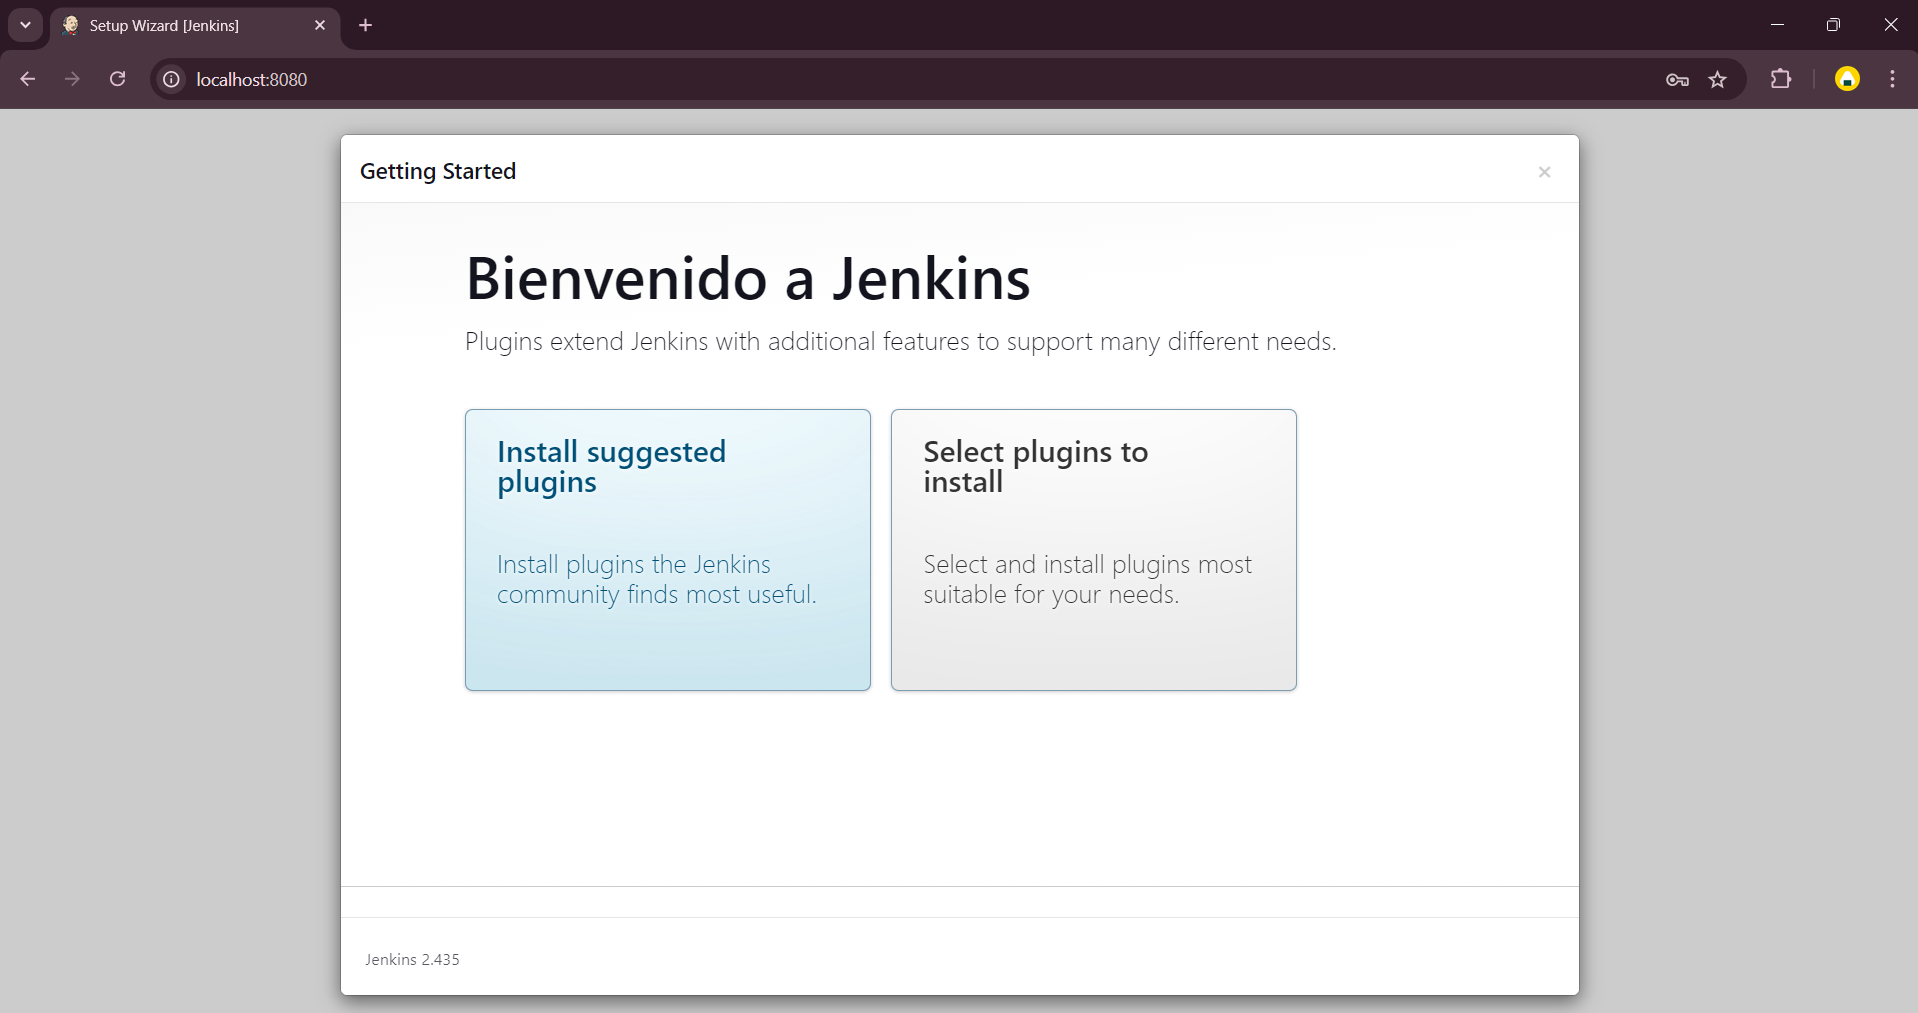 Setup Wizard [Jenkins]
localhost:8080
Getting Started
Bienvenido a Jenkins
Plugins extend Jenkins with additional features to support many different needs.
Install suggested
plugins
Install plugins the Jenkins
community finds most useful.
Select plugins to
install
Select and install plugins most
suitable for your needs.
Jenkins 2.435